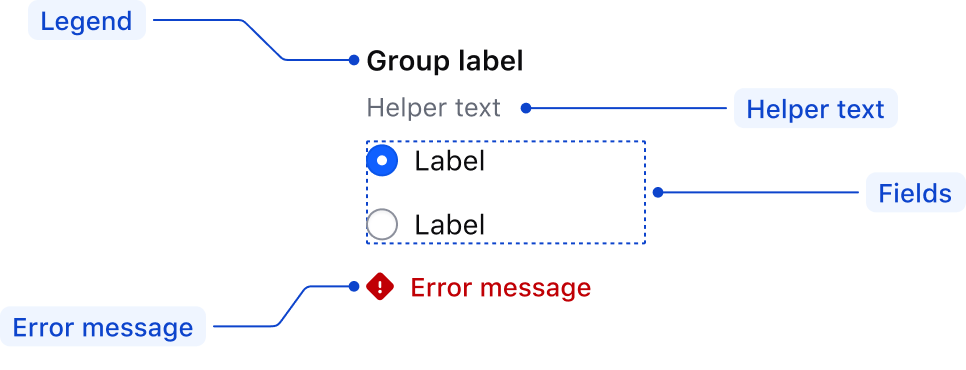 Legend
Group label
Helper text
Helper text
Label
Fields
Label
Error message
Error message